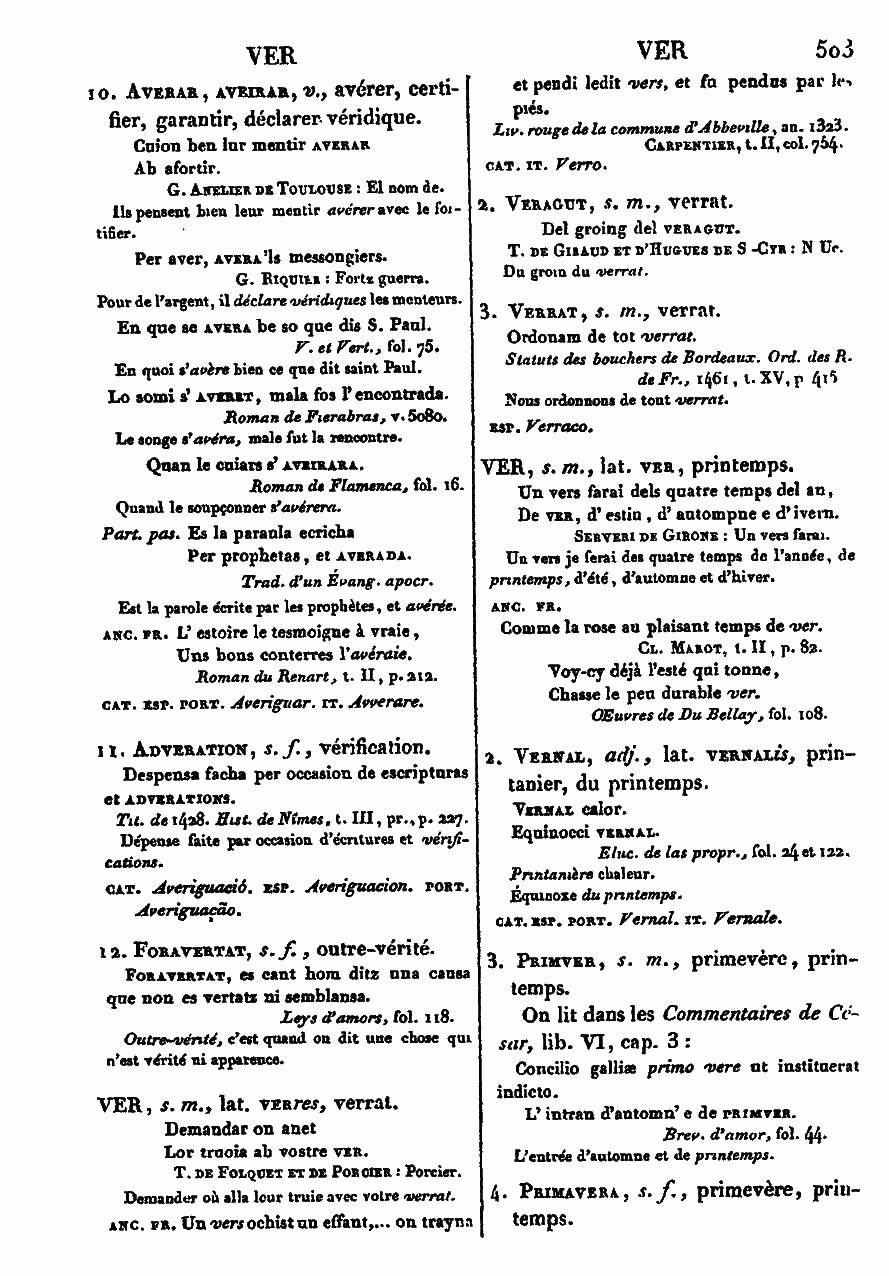 VER
10. AVERAR, AVEIRAR, v., avérer, certi-
fier, garantir, déclarer véridique.
Cuion ben lur mentir AVERAR
Ab afortir.
G. ANELIER DE TOULOUSE : El nom de.
Ils pensent bien leur mentir avérer avec le for-
tifier.
Per aver, AVERA'ls messongiers.
G. RIQUIER : Fortz guerra.
Pour de l'argent, il déclare véridiques les menteurs.
En que se AVERA be so que dis S. Paul.
V. et Vert., fol. 75.
En quoi s'avère bien ce que dit saint Paul.
Lo somi s' AVERET, mala fos l' encontrada.
Roman de Fierabras, v. 5080.
Le songe s'avéra, male fut la rencontre.
Quan le cuiars s' AVEIRARA.
Roman de Flamenca, fol. 16.
Quand le soupçonner s'avérera.
Part. pas. Es la paraula ecricha
Per prophetas, et AVERADA.
Trad. d'un Évang. apocr.
Est la parole écrite par les prophètes, et avérée.
ANC. FR. L' estoire le tesmoigne à vraie,
Uns bons conterres l'avéraie.
Roman du Renart, t. II, p. 212.
CAT. ESP. PORT. Averiguar. IT. Avverare.
11. ADVERATION, s. f., vérification.
Despensa facha per occasion de escripturas
et ADVERATIONS.
Tit. de 1428. Hist. de Nîmes, t. III, pr., p. 227.
Dépense faite par occasion d'écritures et vérifi-
cations.
CAT. Averiguació. ESP. Averiguacion. PORT.
Averiguação.
12. FORAVERTAT, s. f., outre-vérité.
FORAVERTAT, es cant hom ditz una causa
que non es vertatz ni semblansa.
Leys d'amors, fol. 118.
Outre-vérité, c'est quand on dit une chose qui
n'est vérité ni apparence.
VER, s. m., lat. VERres, verrat.
Demandar on anet
Lor trucia ab vostre VER.
T. DE FOLQUET ET DE PORCIER : Porcier.
Demander où alla leur truie avec votre verrat.
ANC. FR. Un vers ochist un effant,... on trayna
VER 503
et pendi ledit vers, et fu pendus par les
piés.
Liv. rouge de la commune d'Abbeville, an. 1323.
CARPENTIER, t. II, col. 754.
CAT. IT. Verro.
2. VERAGUT, s. m., verrat.
Del groing del VERAGUT.
T. DE GIRAUD ET D'HUGUES DE S -CYR : N Uc.
Du groin du verrat.
3. VERRAT, s. m., verrat.
Ordonam de tot verrat.
Statuts des bouchers de Bordeaux. Ord. des R.
de Fr., 1461, t. XV, p 415
Nous ordonnons de tout verrat.
ESP. Verraco.
VER, s. m., lat. VER, printemps.
Un vers farai dels quatre temps del an,
De VER, d' estiu, d' autompne e d' ivern.
SERVERI DE GIRONE : Un vers farai.
Un vers je ferai des quatre temps de l'année, de
printemps, d'été, d'automne et d'hiver.
ANC. FR.
Comme la rose au plaisant temps de ver.
CL. MAROT, t. II, p. 82.
Voy-cy déjà l'esté qui tonne,
Chasse le peu durable ver.
Œuvres de Du Bellay, fol. 108.
2. VERNAL, adj., lat. VERNALis, prin-
tanier, du printemps.
VERNAL calor.
Equinocci VERNAL.
Eluc. de las propr., fol. 24 et 122.
Printanière chaleur.
Équinoxe du printemps.
CAT. ESP. PORT. Vernal. IT. Vernale.
3. PRIMVER, s. m., primevère, prin-
temps.
On lit dans les Commentaires de Cé-
sar, lib. VI, cap. 3 :
Concilio galliæ primo vere ut instituerat
indicto.
L' intran d'automn' e de PRIMVER.
Brev. d'amor, fol. 44.
L'entrée d'automne et de printemps.
4. PRIMAVERA, s. f., primevère, prin-
temps.